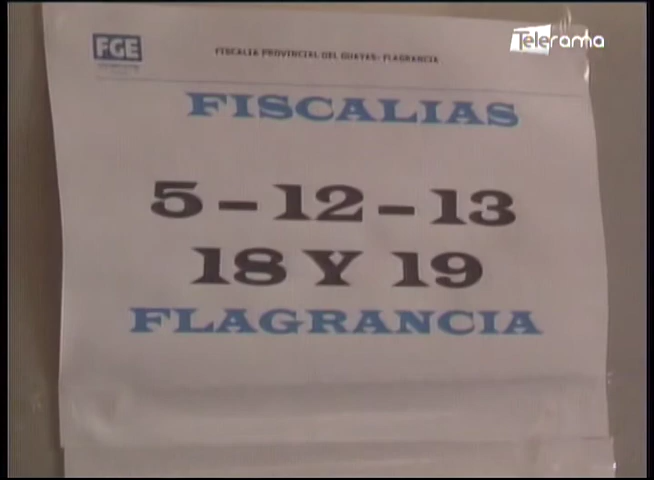 Telerama
FGE
FISCALIA PROVINCIAL DEL GUAYAS- FLAGRANCIA
FISCALIAS
5 – 12 – 13
18 Y 19
FLAGRANCIA